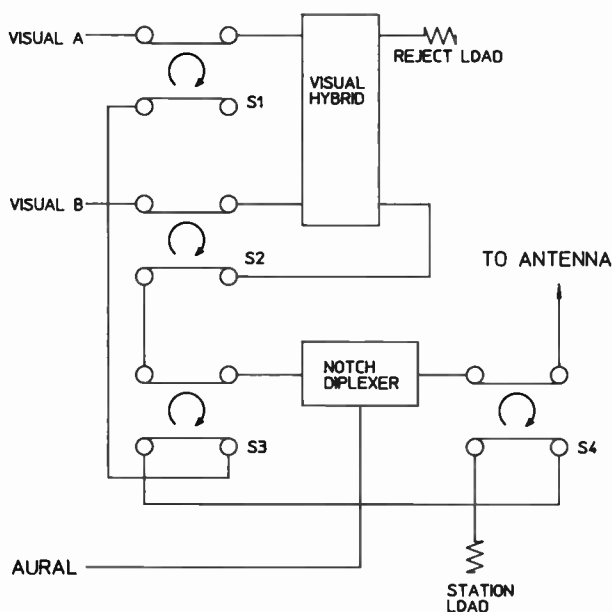 VISUAL A
S1
VISUAL
HYBRID
REJECT LOAD
VISUAL B
S2
TO ANTENNA
NOTCH
DIPLEXER
S3
S4
AURAL
STATION
LOAD